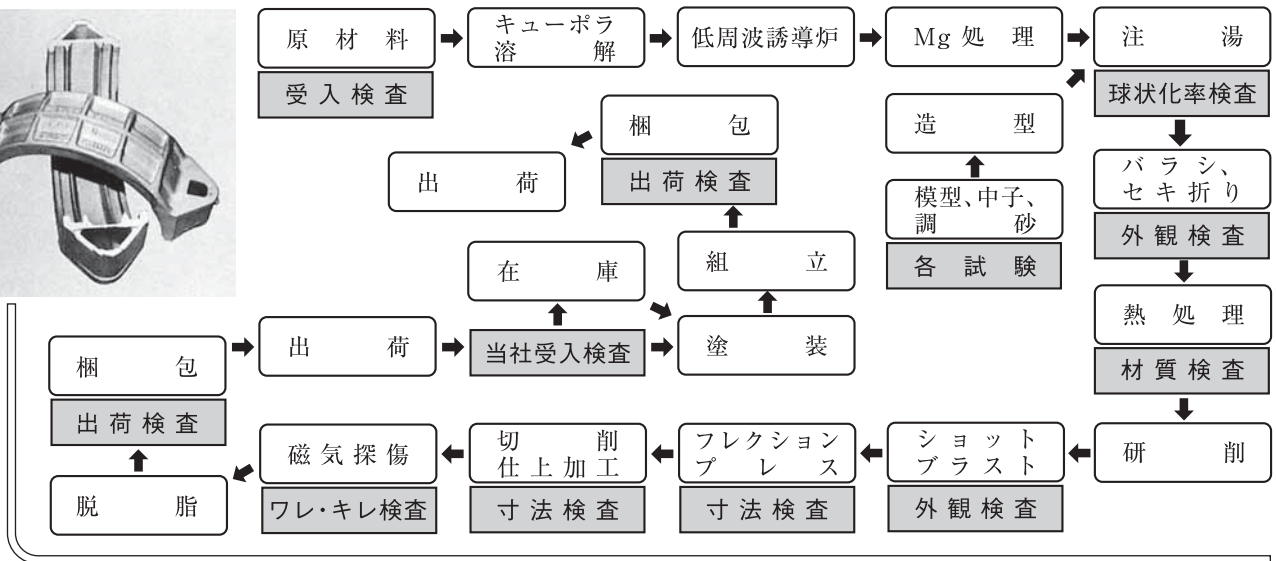 原材料
受入検査
キューポラ
溶解
低周波誘導炉
Mg処理
注湯
球状化率検査
梱包
出荷検査
出荷
造型
模型、中子、
調砂
各試験
バラシ、
セキ折り
外観検査
在庫
組立
熱処理
材質検査
梱包
出荷検査
出荷
当社受入検査
塗装
研削
ショット
ブラスト
外観検査
フレクション
プレス
寸法検査
切削
仕上加工
寸法検査
磁気探傷
ワレ・キレ検査
脱脂